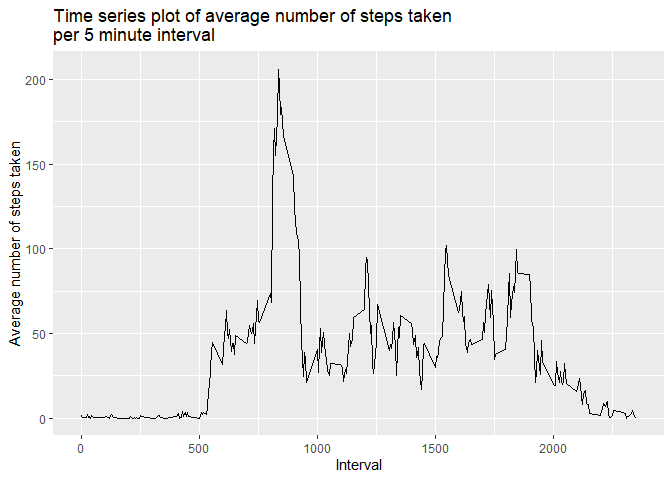 Time series plot of average number of steps taken
per 5 minute interval
Average number of steps taken
200
150
100
50
0
0 500 1000 1500 2000
Interval